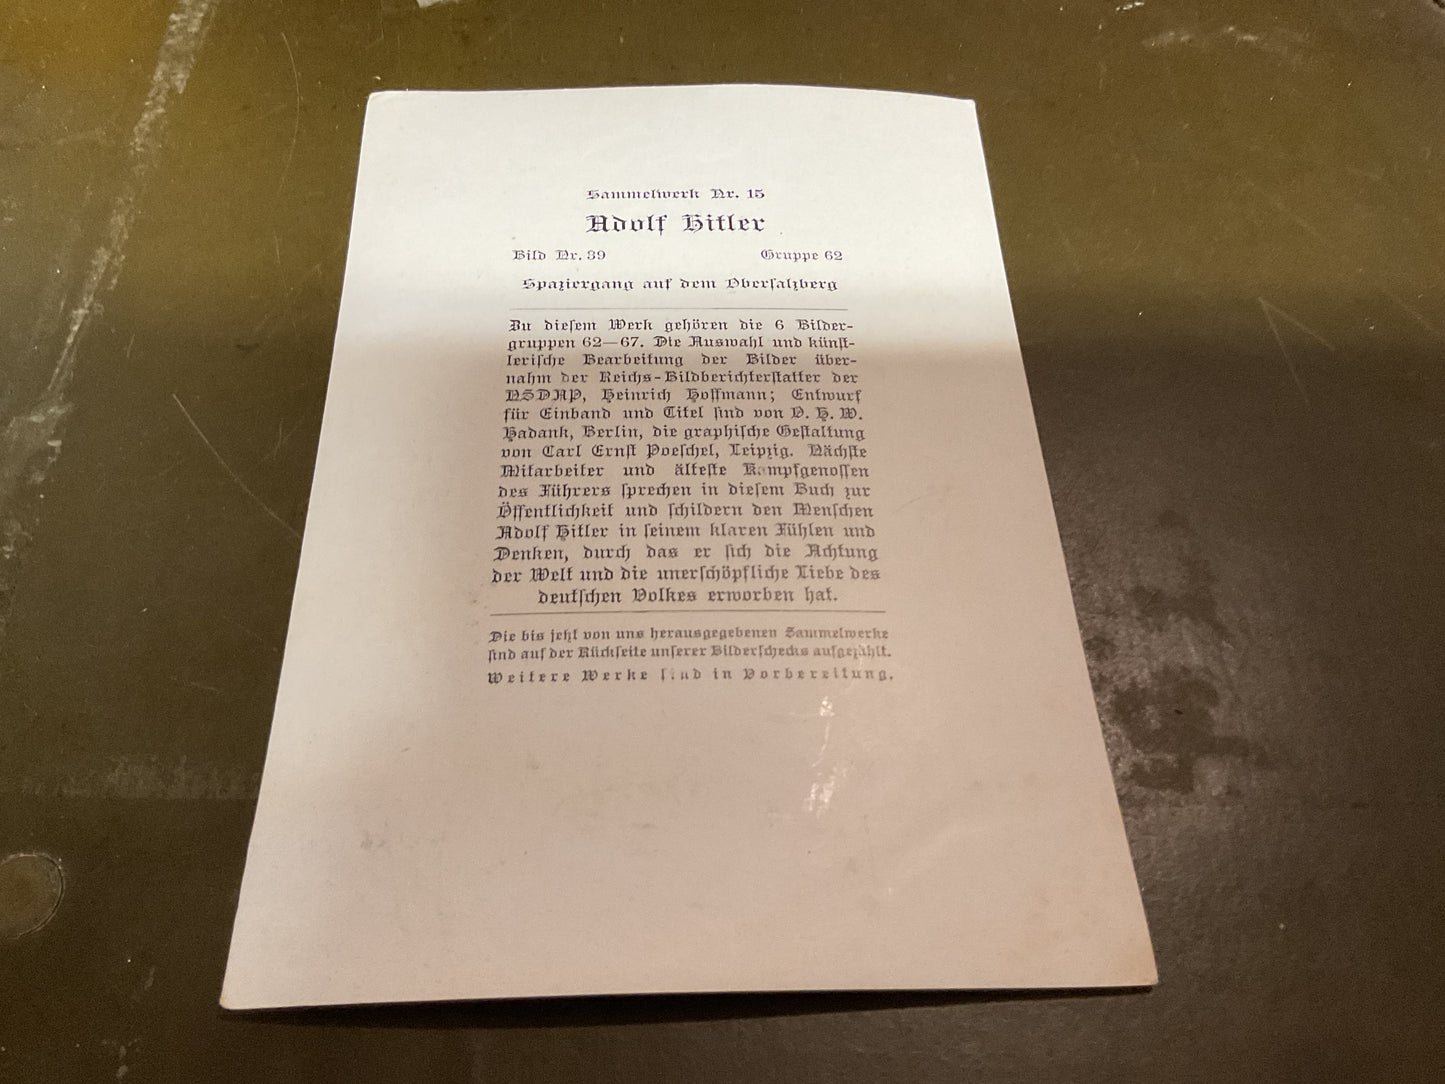 Sammelwerk Nr. 15
Adolf Hitler
Bild Nr. 39 Gruppe 62
Spaziergang auf dem Obersalzberg
Zu diesem Werk gehören die 6 Bilder-
gruppen 62—67. Die Auswahl und künst-
lerische Bearbeitung der Bilder über-
nahm der Reichs-Bildberichterstatter der
NSDAP, Heinrich Hoffmann; Entwurf
für Einband und Titel sind von O. H. W.
Hadank, Berlin, die graphische Gestaltung
von Carl Ernst Poeschel, Leipzig. Nächste
Mitarbeiter und älteste Kampfgenossen
des Führers sprechen in diesem Buch zur
Öffentlichkeit und schildern den Menschen
Adolf Hitler in seinem klaren Fühlen und
Denken, durch das er sich die Achtung
der Welt und die unerschöpfliche Liebe des
deutschen Volkes erworben hat.
Die bis jetzt von uns herausgegebenen Sammelwerke
sind auf der Rückseite unserer Bilderschecks aufgezählt.
Weitere Werke sind in Vorbereitung.